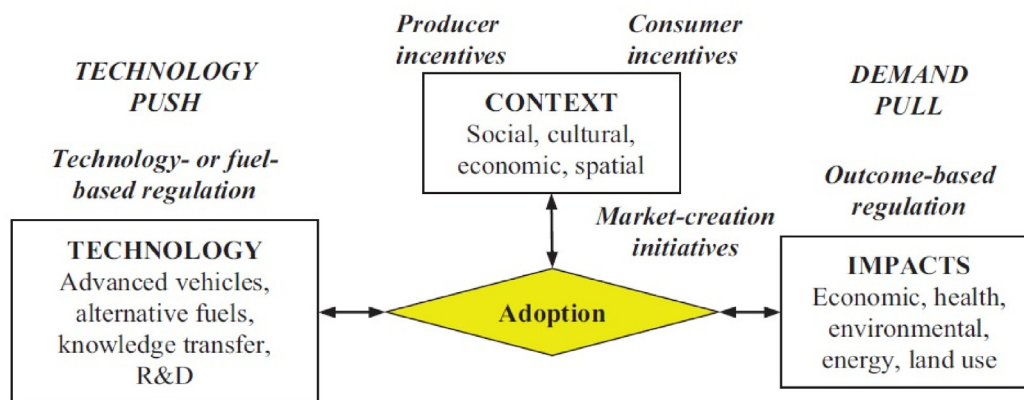 Producer
incentives
Consumer
incentives
TECHNOLOGY
PUSH
DEMAND
PULL
CONTEXT
Social, cultural,
economic, spatial
Technology- or fuel-
based regulation
Outcome-based
regulation
Market-creation
initiatives
TECHNOLOGY
Advanced vehicles,
alternative fuels,
knowledge transfer,
R&D
Adoption
IMPACTS
Economic, health,
environmental,
energy, land use